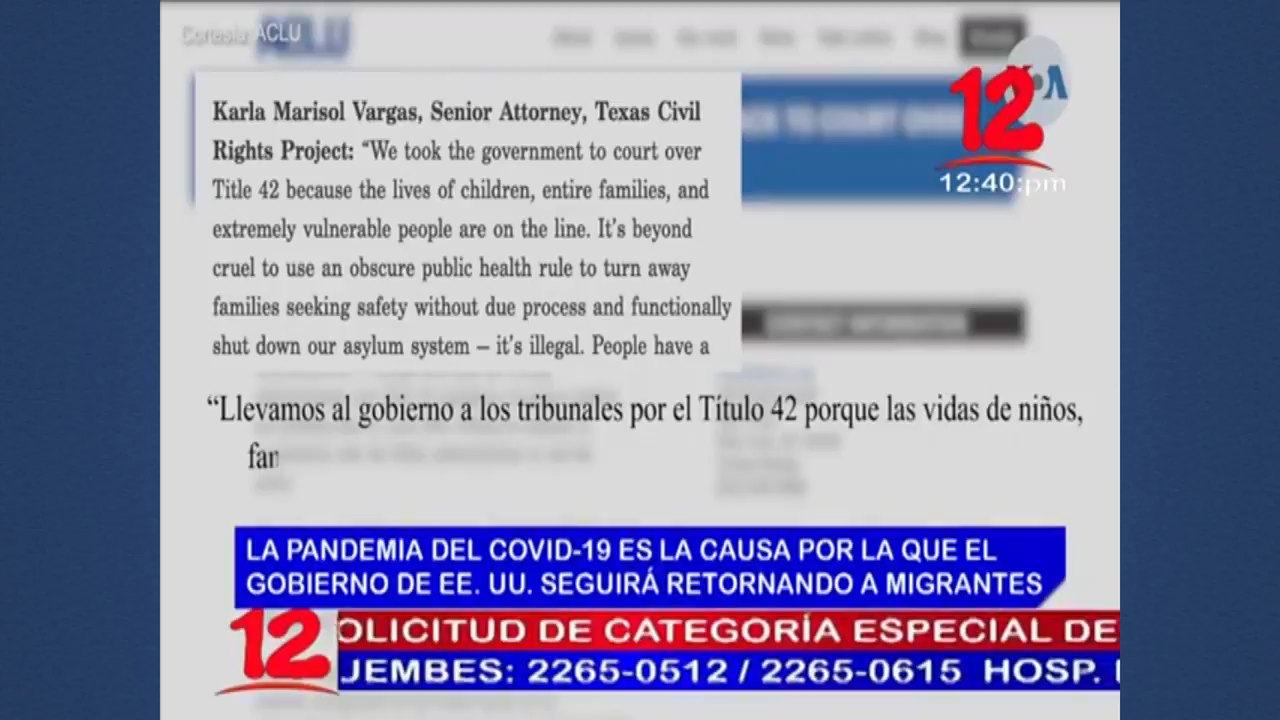 Cortesía: ACLU
Karla Marisol Vargas, Senior Attorney, Texas Civil
Rights Project: “We took the government to court over
Title 42 because the lives of children, entire families, and
extremely vulnerable people are on the line. It’s beyond
cruel to use an obscure public health rule to turn away
families seeking safety without due process and functionally
shut down our asylum system – it’s illegal. People have a
12
12:40:pm
“Llevamos al gobierno a los tribunales por el Título 42 porque las vidas de niños,
LA PANDEMIA DEL COVID-19 ES LA CAUSA POR LA QUE EL
GOBIERNO DE EE. UU. SEGUIRÁ RETORNANDO A MIGRANTES
12
OLICITUD DE CATEGORÍA ESPECIAL DE
JEMBES: 2265-0512 / 2265-0615 HOSP.